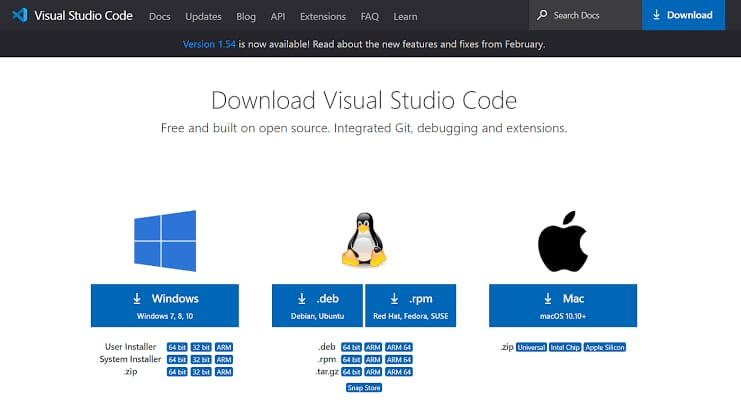 Visual Studio Code Docs Updates Blog API Extensions FAQ Learn Search Docs Download
Version 1.54 is now available! Read about the new features and fixes from February.
Download Visual Studio Code
Free and built on open source. Integrated Git, debugging and extensions.
Windows
Windows 7, 8, 10
User Installer 64 bit 32 bit ARM
System Installer 64 bit 32 bit ARM
.zip 64 bit 32 bit ARM
.deb
Debian, Ubuntu
.rpm
Red Hat, Fedora, SUSE
.deb 64 bit ARM ARM 64
.rpm 64 bit ARM ARM 64
.tar.gz 64 bit ARM ARM 64
Snap Store
Mac
macOS 10.10+
.zip Universal Intel Chip Apple Silicon